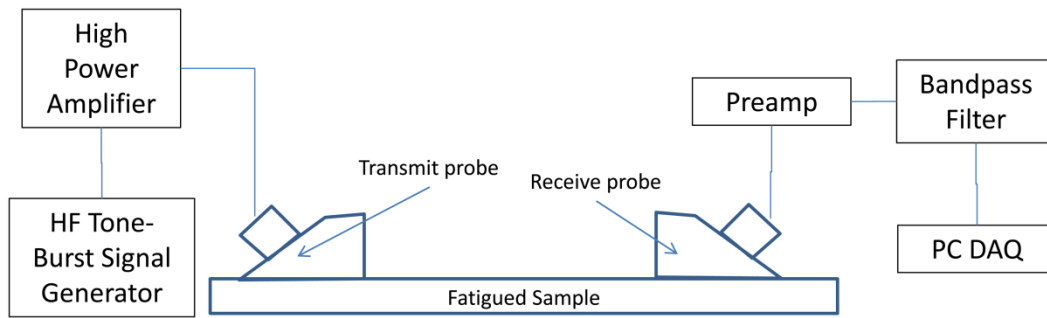 High
Power
Amplifier
HF Tone-
Burst Signal
Generator
Transmit probe
Receive probe
Preamp
Bandpass
Filter
PC DAQ
Fatigued Sample